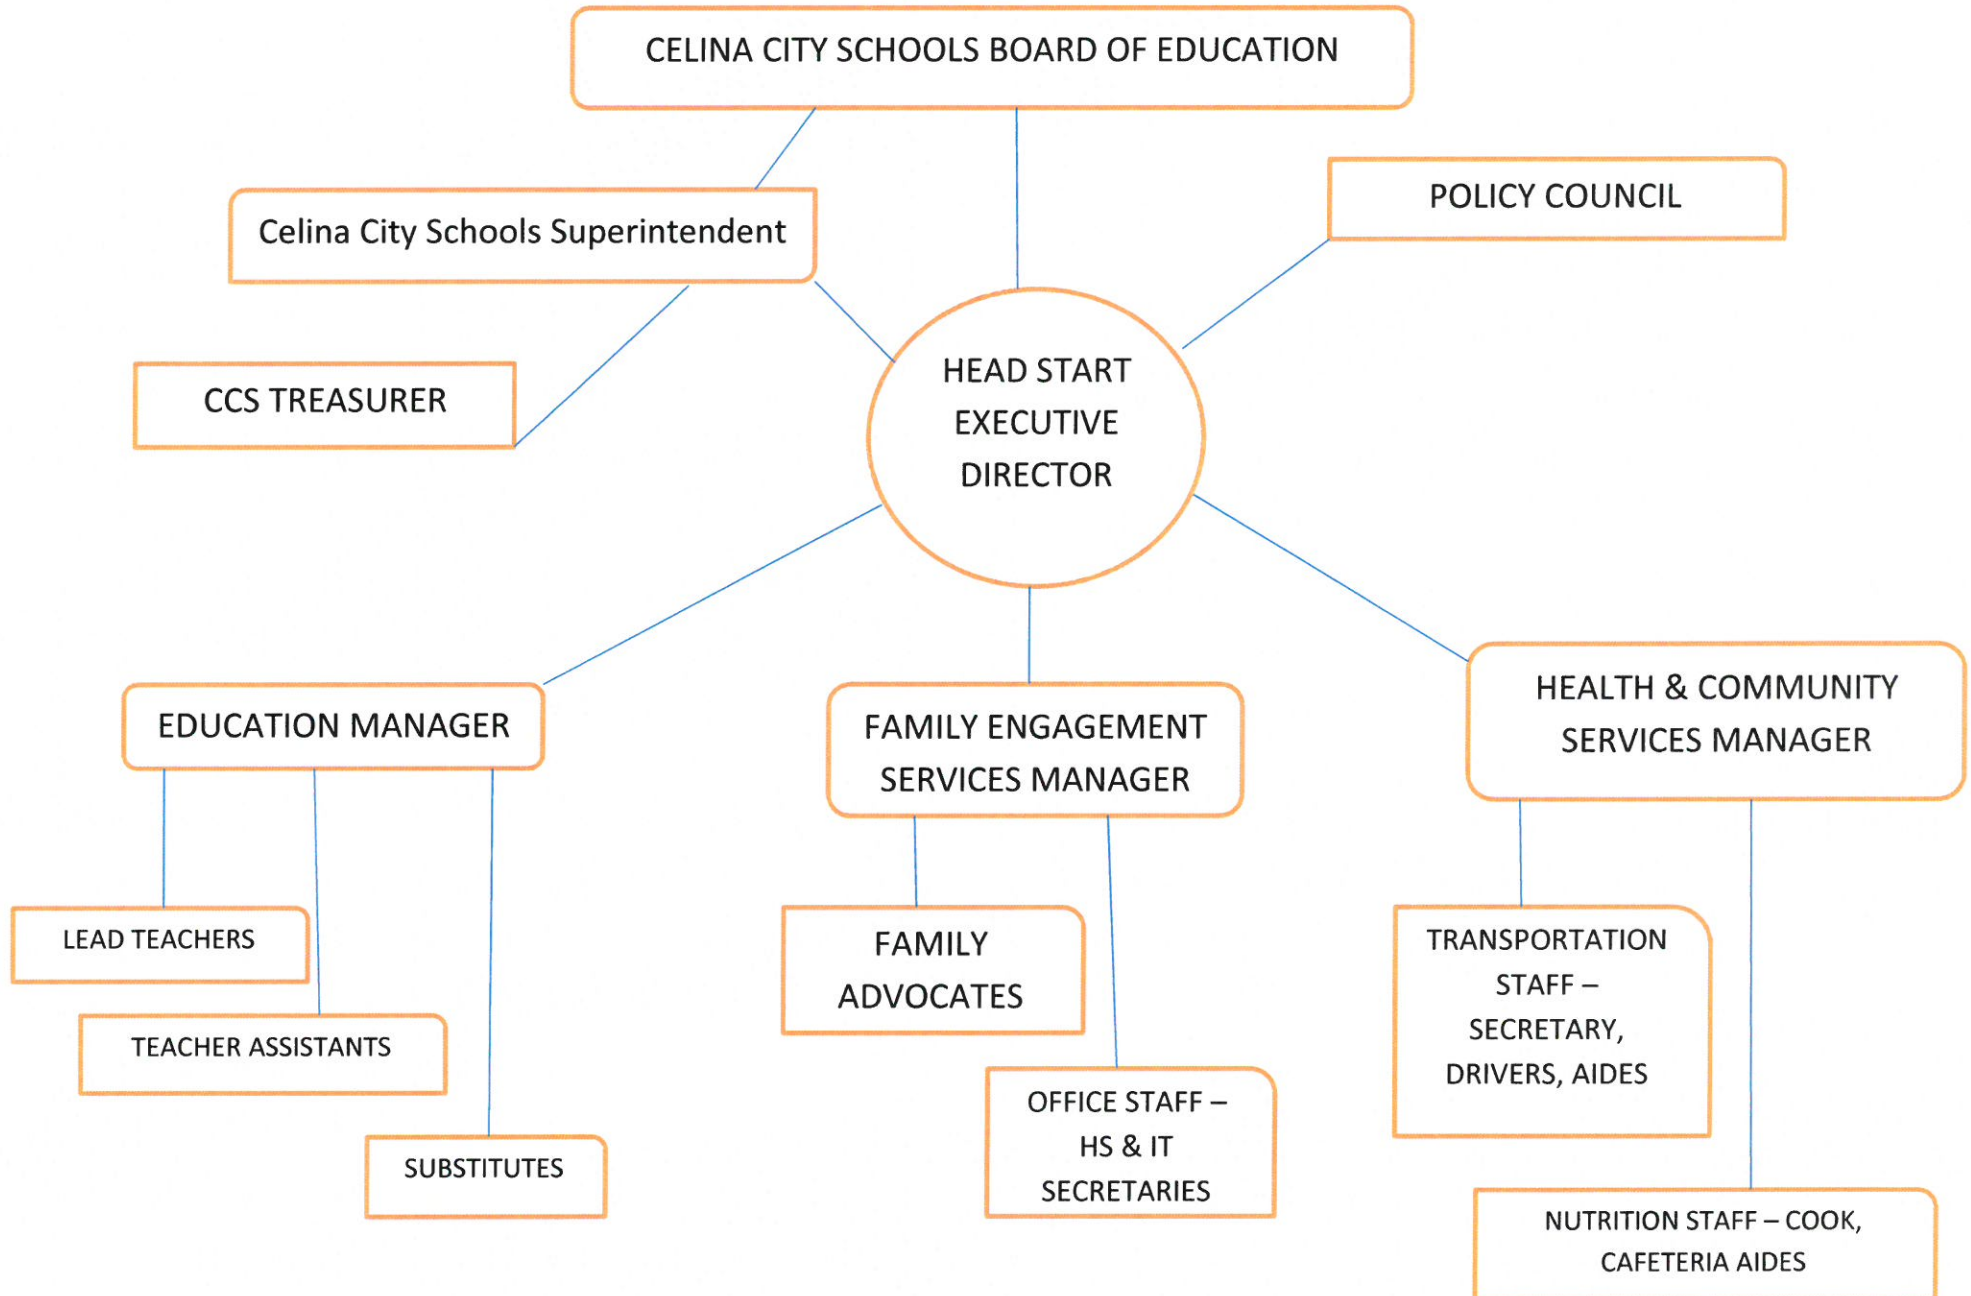 CELINA CITY SCHOOLS BOARD OF EDUCATION
POLICY COUNCIL
Celina City Schools Superintendent
CCS TREASURER
HEAD START
EXECUTIVE
DIRECTOR
EDUCATION MANAGER
FAMILY ENGAGEMENT
SERVICES MANAGER
HEALTH & COMMUNITY
SERVICES MANAGER
LEAD TEACHERS
TEACHER ASSISTANTS
SUBSTITUTES
FAMILY
ADVOCATES
OFFICE STAFF –
HS & IT
SECRETARIES
TRANSPORTATION
STAFF –
SECRETARY,
DRIVERS, AIDES
NUTRITION STAFF – COOK,
CAFETERIA AIDES